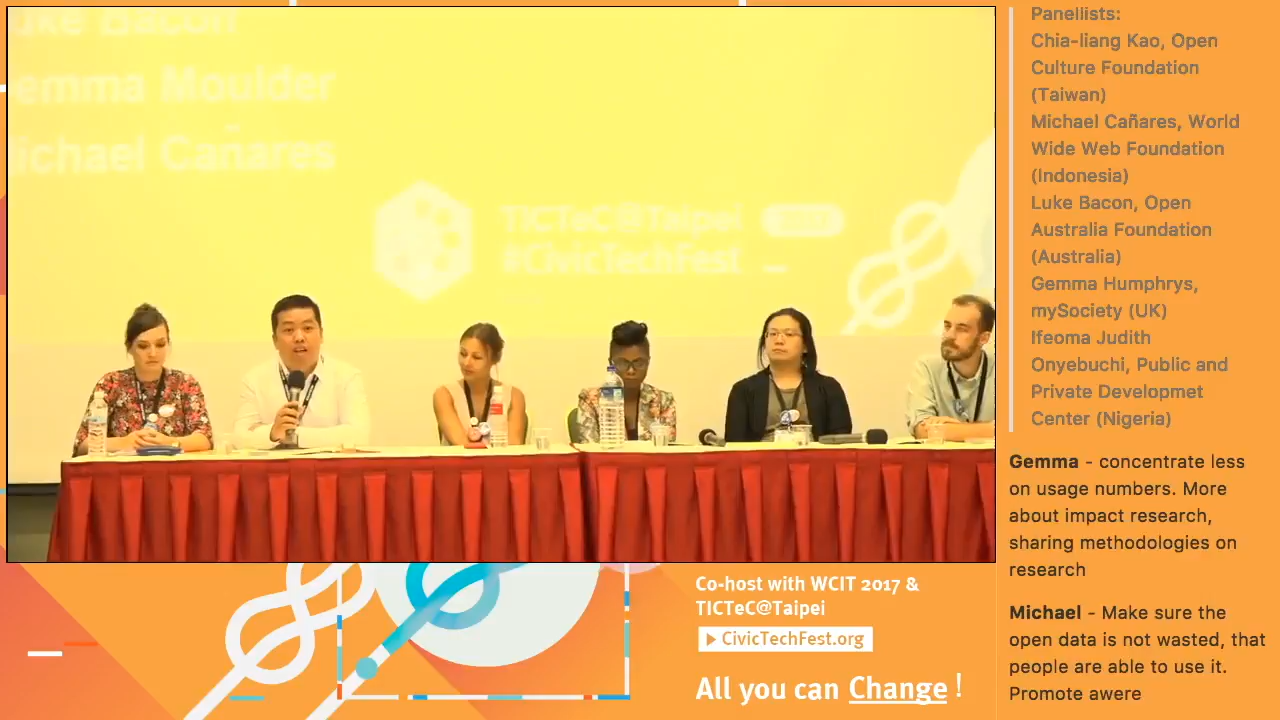 Bacon
Moulder
Cañares
TICTeC@Taipei
#CivicTechFest
Co-host with WCIT 2017 &
TICTeC@Taipei
CivicTechFest.org
All you can Change !
Panellists:
Chia-liang Kao, Open
Culture Foundation
(Taiwan)
Michael Cañares, World
Wide Web Foundation
(Indonesia)
Luke Bacon, Open
Australia Foundation
(Australia)
Gemma Humphrys,
mySociety (UK)
Ifeoma Judith
Onyebuchi, Public and
Private Developmet
Center (Nigeria)
Gemma - concentrate less
on usage numbers. More
about impact research,
sharing methodologies on
research
Michael - Make sure the
open data is not wasted, that
people are able to use it.
Promote awere